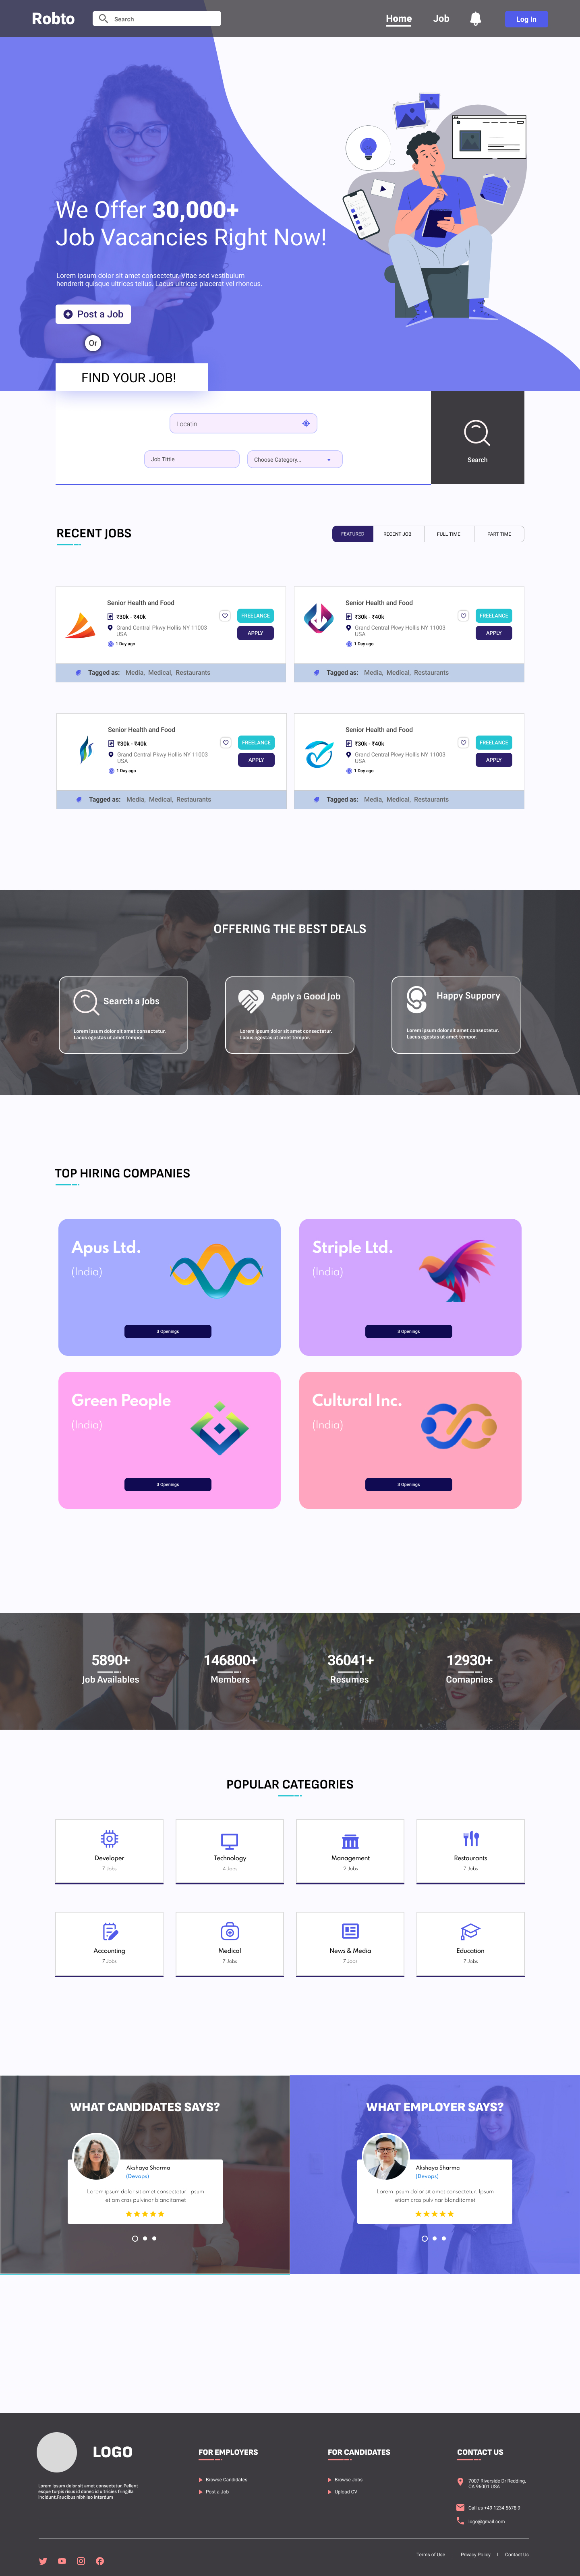 Robto
Search
Home
Job
Log In
We Offer 30,000+
Job Vacancies Right Now!
Lorem ipsum dolor sit amet consectetur. Vitae sed vestibulum
hendrerit quisque ultrices tellus. Lacus ultrices placerat vel rhoncus.
Post a Job
Or
FIND YOUR JOB!
Locatin
Job Tittle
Choose Category...
Search
RECENT JOBS
FEATURED
RECENT JOB
FULL TIME
PART TIME
Senior Health and Food
₹30k - ₹40k
Grand Central Pkwy Hollis NY 11003
USA
1 Day ago
FREELANCE
APPLY
Tagged as: Media, Medical, Restaurants
Senior Health and Food
₹30k - ₹40k
Grand Central Pkwy Hollis NY 11003
USA
1 Day ago
FREELANCE
APPLY
Tagged as: Media, Medical, Restaurants
Senior Health and Food
₹30k - ₹40k
Grand Central Pkwy Hollis NY 11003
USA
1 Day ago
FREELANCE
APPLY
Tagged as: Media, Medical, Restaurants
Senior Health and Food
₹30k - ₹40k
Grand Central Pkwy Hollis NY 11003
USA
1 Day ago
FREELANCE
APPLY
Tagged as: Media, Medical, Restaurants
OFFERING THE BEST DEALS
Search a Jobs
Lorem ipsum dolor sit amet consectetur.
Lacus egestas ut amet tempor.
Apply a Good Job
Lorem ipsum dolor sit amet consectetur.
Lacus egestas ut amet tempor.
Happy Suppory
Lorem ipsum dolor sit amet consectetur.
Lacus egestas ut amet tempor.
TOP HIRING COMPANIES
Apus Ltd.
(India)
3 Openings
Striple Ltd.
(India)
3 Openings
Green People
(India)
3 Openings
Cultural Inc.
(India)
3 Openings
5890+
Job Availables
146800+
Members
36041+
Resumes
12930+
Comapnies
POPULAR CATEGORIES
Developer
7 Jobs
Technology
4 Jobs
Management
2 Jobs
Restaurants
7 Jobs
Accounting
7 Jobs
Medical
7 Jobs
News & Media
7 Jobs
Education
7 Jobs
WHAT CANDIDATES SAYS?
Akshaya Sharma
(Devops)
Lorem ipsum dolor sit amet consectetur. Ipsum
etiam cras pulvinar blanditamet
WHAT EMPLOYER SAYS?
Akshaya Sharma
(Devops)
Lorem ipsum dolor sit amet consectetur. Ipsum
etiam cras pulvinar blanditamet
LOGO
Lorem ipsum dolor sit amet consectetur. Pellent
esque turpis risus id donec id ultricies fringilla
incidunt.Faucibus nibh leo interdum
FOR EMPLOYERS
Browse Candidates
Post a Job
FOR CANDIDATES
Browse Jobs
Upload CV
CONTACT US
7007 Riverside Dr Redding,
CA 96001 USA
Call us +49 1234 5678 9
logo@gmail.com
Terms of Use | Privacy Policy | Contact Us